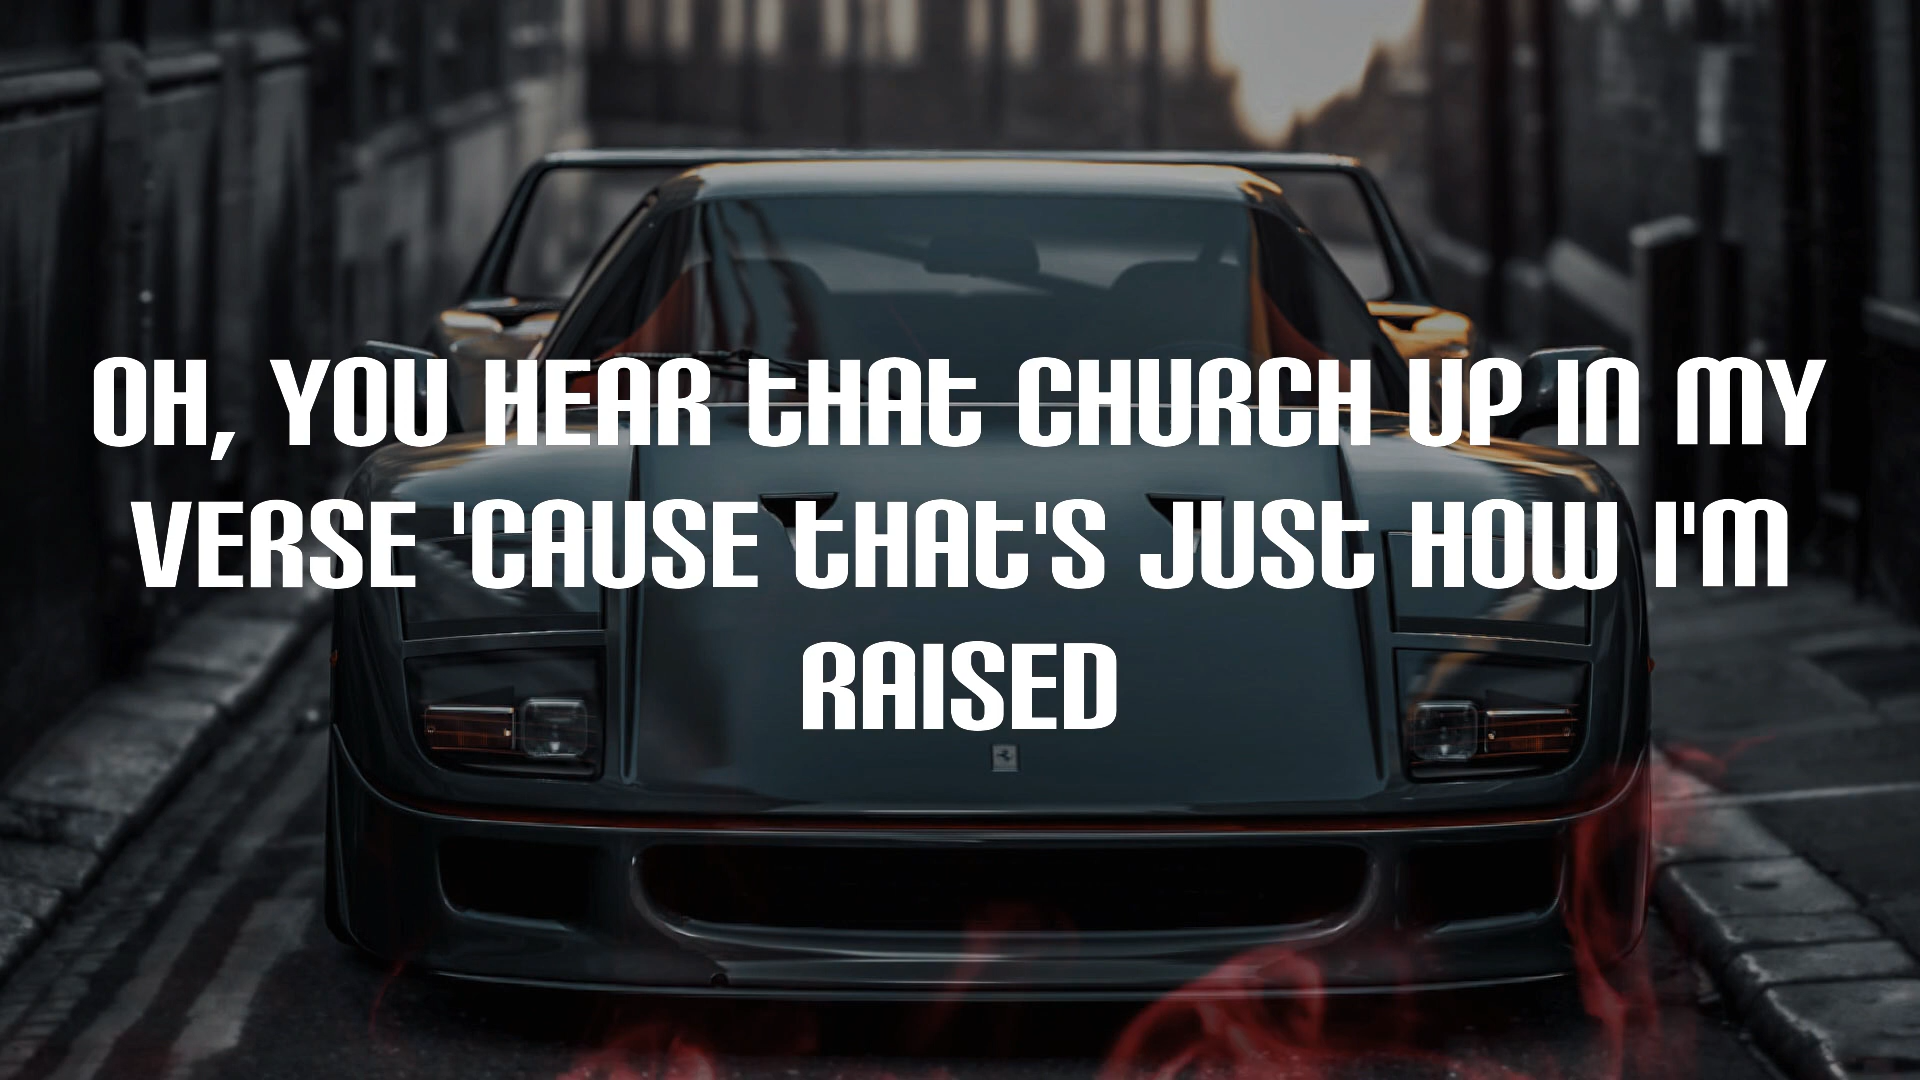 OH, YOU HEAR THAT CHURCH UP IN MY
VERSE 'CAUSE THAT'S JUST HOW I'M
RAISED